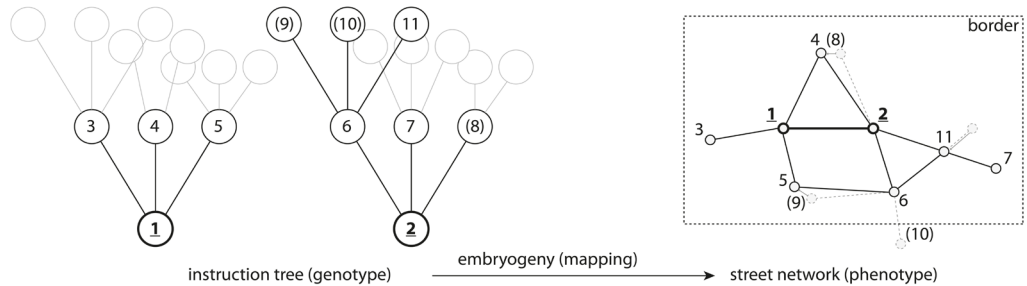 (9) (10) 11
3 4 5 6 7 (8)
1 2
border
4 (8)
1 2
3 11
7
5
(9) 6
(10)
embryogeny (mapping)
instruction tree (genotype) street network (phenotype)